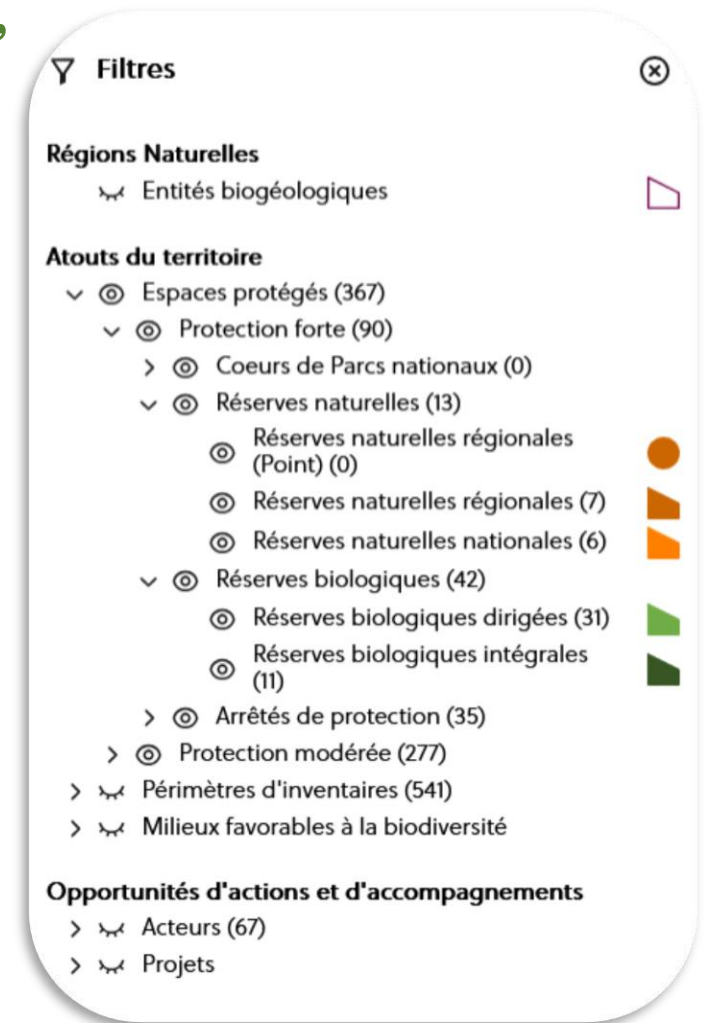 Filtres
Régions Naturelles
Entités biogéologiques
Atouts du territoire
Espaces protégés (367)
Protection forte (90)
Coeurs de Parcs nationaux (0)
Réserves naturelles (13)
Réserves naturelles régionales
(Point) (0)
Réserves naturelles régionales (7)
Réserves naturelles nationales (6)
Réserves biologiques (42)
Réserves biologiques dirigées (31)
Réserves biologiques intégrales
(11)
Arrêtés de protection (35)
Protection modérée (277)
Périmètres d'inventaires (541)
Milieux favorables à la biodiversité
Opportunités d'actions et d'accompagnements
Acteurs (67)
Projets